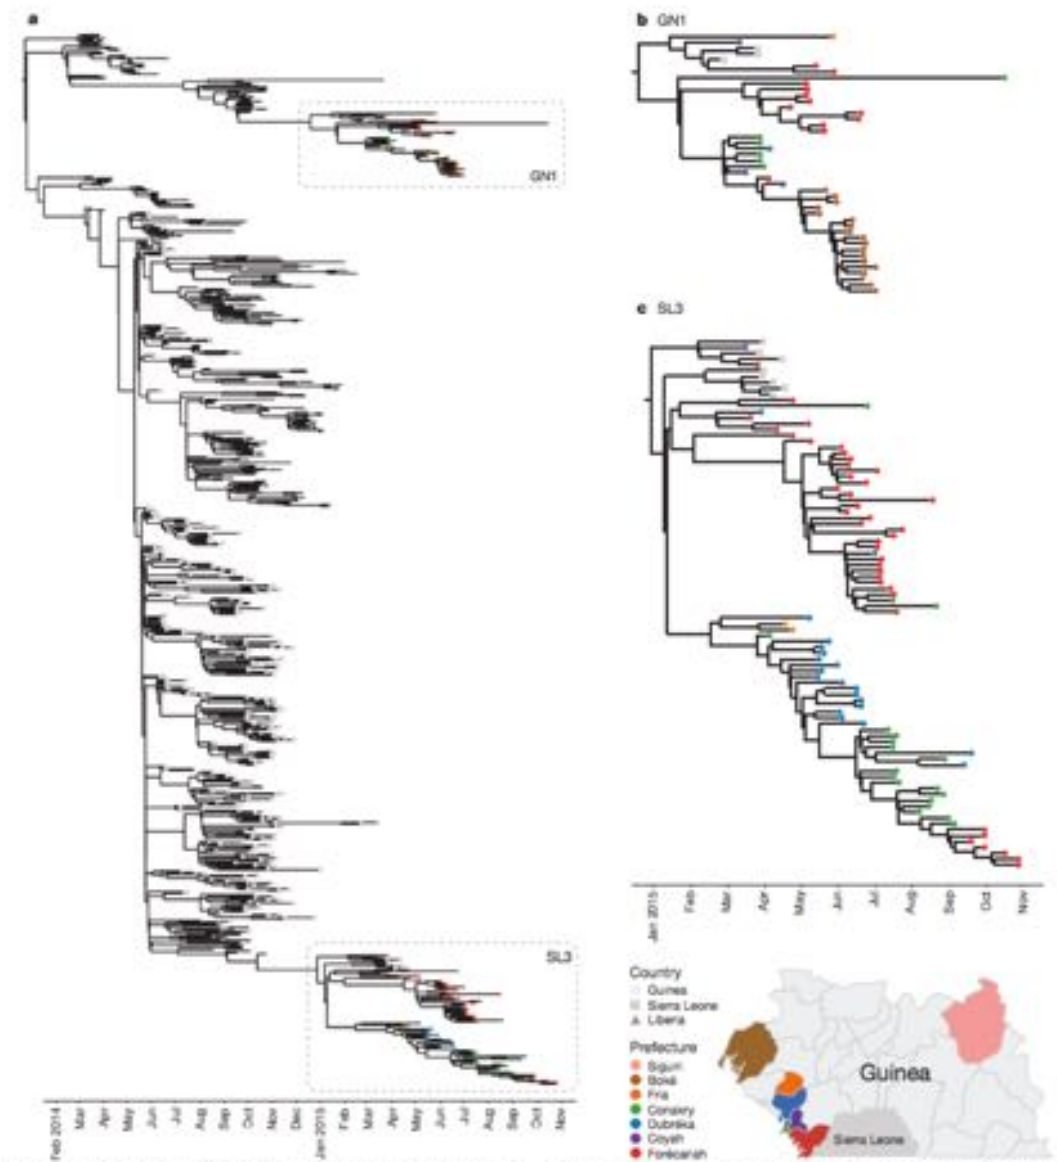 a
b GN1
GN1
c SL3
SL3
Feb 2014
Mar
Apr
May
Jun
Jul
Aug
Sep
Oct
Nov
Dec
Jan 2015
Feb
Mar
Apr
May
Jun
Jul
Aug
Sep
Oct
Nov
Jan 2015
Feb
Mar
Apr
May
Jun
Jul
Aug
Sep
Oct
Nov
Country
Guinea
Sierra Leone
Liberia
Prefecture
Siguiri
Boké
Fria
Conakry
Dubréka
Coyah
Forécariah
Guinea
Sierra Leone